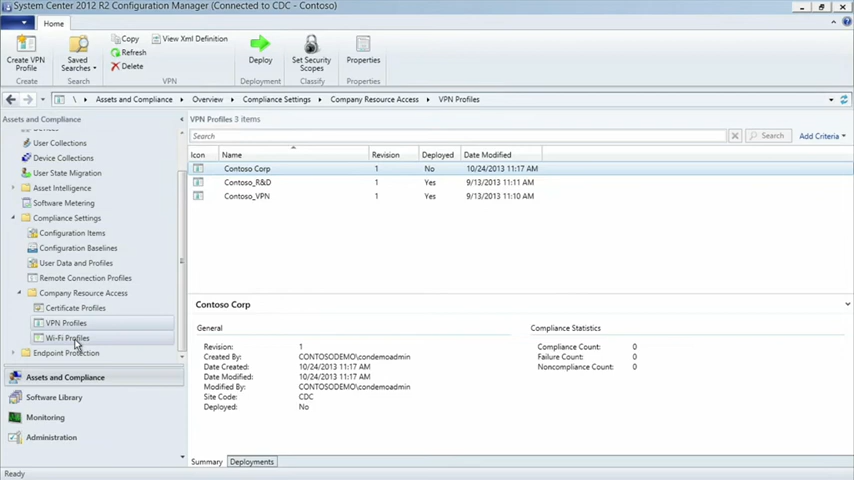 System Center 2012 R2 Configuration Manager (Connected to CDC - Contoso)
Home
Create VPN Profile
Saved Searches
Copy
Refresh
Delete
View Xml Definition
Deploy
Set Security Scopes
Properties
Create
Search
VPN
Deployment
Classify
Properties
\ Assets and Compliance Overview Compliance Settings Company Resource Access VPN Profiles
Assets and Compliance
User Collections
Device Collections
User State Migration
Asset Intelligence
Software Metering
Compliance Settings
Configuration Items
Configuration Baselines
User Data and Profiles
Remote Connection Profiles
Company Resource Access
Certificate Profiles
VPN Profiles
Wi-Fi Profiles
Endpoint Protection
Assets and Compliance
Software Library
Monitoring
Administration
VPN Profiles 3 items
Search
Search
Add Criteria
Icon Name Revision Deployed Date Modified
Contoso Corp 1 No 10/24/2013 11:17 AM
Contoso_R&D 1 Yes 9/13/2013 11:11 AM
Contoso_VPN 1 Yes 9/13/2013 11:10 AM
Contoso Corp
General
Revision: 1
Created By: CONTOSODEMO\condemoadmin
Date Created: 10/24/2013 11:17 AM
Date Modified: 10/24/2013 11:17 AM
Modified By: CONTOSODEMO\condemoadmin
Site Code: CDC
Deployed: No
Compliance Statistics
Compliance Count: 0
Failure Count: 0
Noncompliance Count: 0
Summary Deployments
Ready